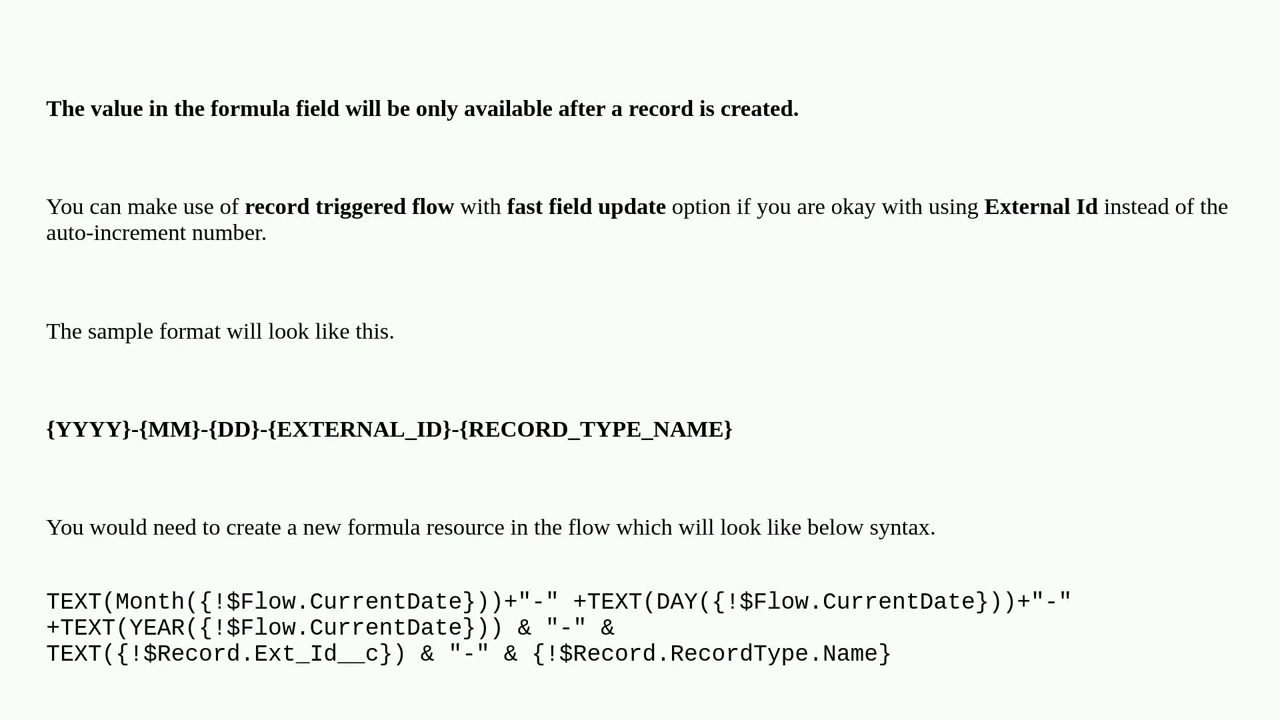 The value in the formula field will be only available after a record is created.
You can make use of record triggered flow with fast field update option if you are okay with using External Id instead of the
auto-increment number.
The sample format will look like this.
{YYYY}-{MM}-{DD}-{EXTERNAL_ID}-{RECORD_TYPE_NAME}
You would need to create a new formula resource in the flow which will look like below syntax.
TEXT(Month({!$Flow.CurrentDate}))+"-" +TEXT(DAY({!$Flow.CurrentDate}))+"-"
+TEXT(YEAR({!$Flow.CurrentDate})) & "-" &
TEXT({!$Record.Ext_Id__c}) & "-" & {!$Record.RecordType.Name}